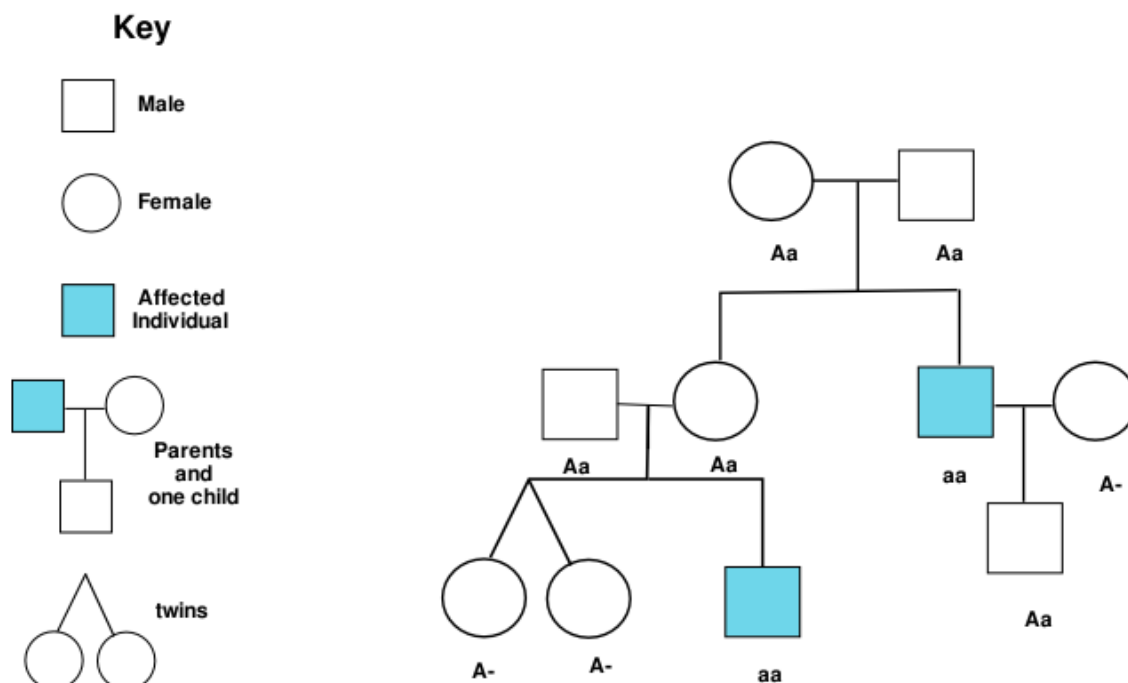 Key
Male
Female
Affected
Individual
Parents
and
one child
twins
Aa Aa
Aa Aa aa A-
Aa
A- A- aa